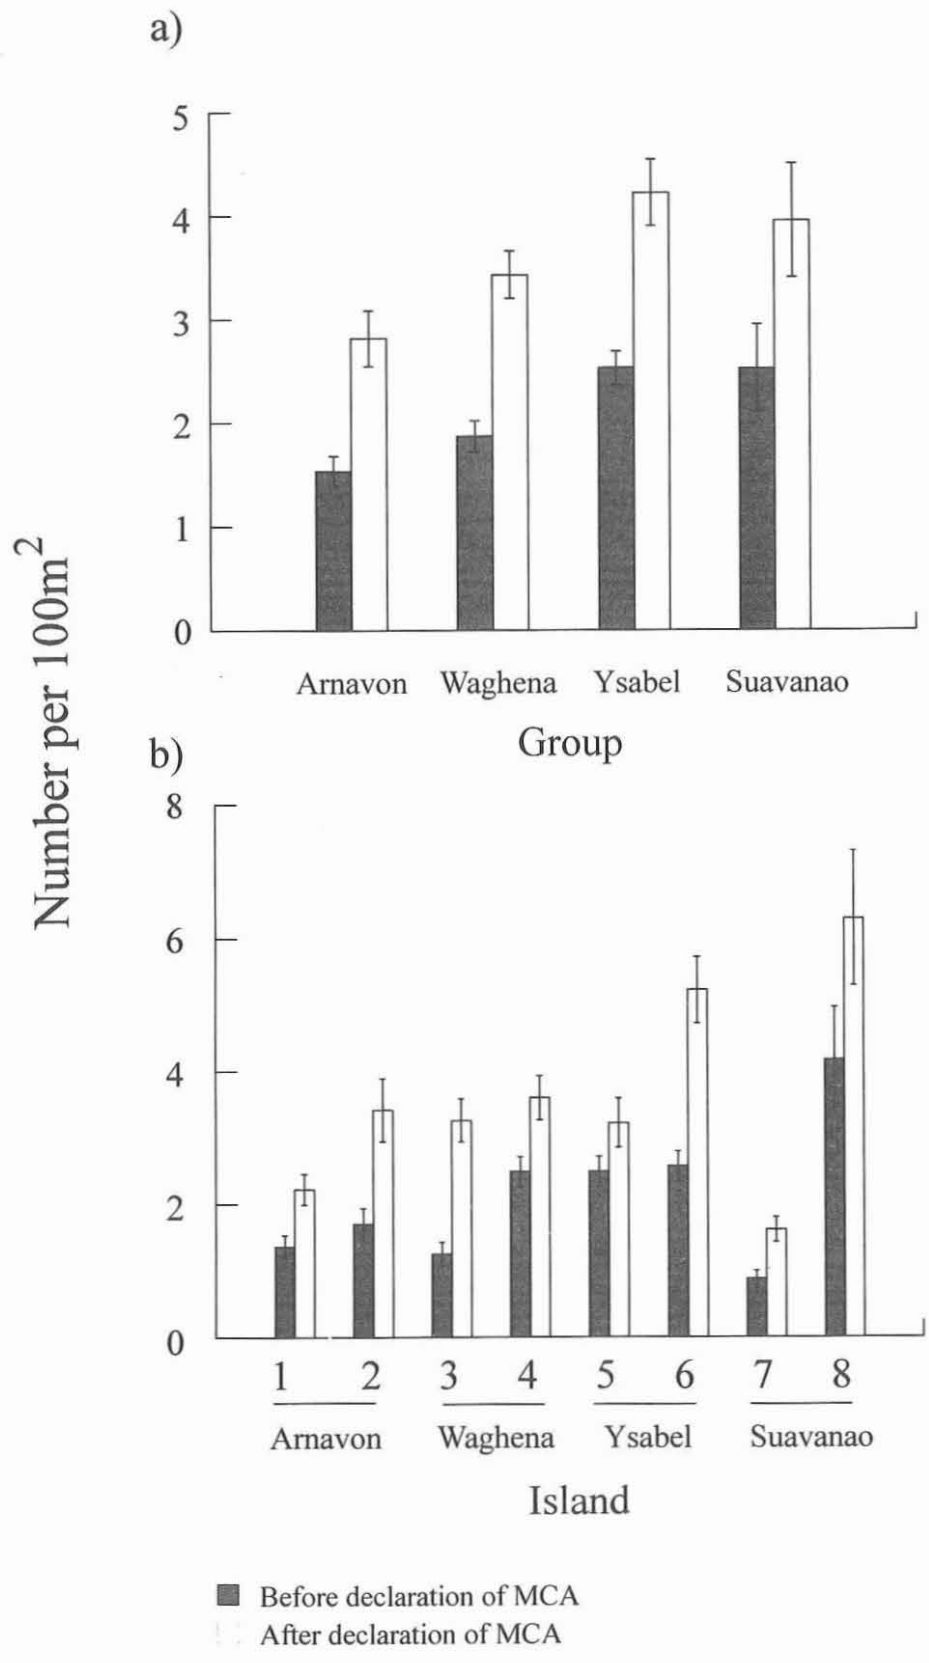 a)
5
4
3
2
1
0
Arnavon Waghena Ysabel Suavanao
Group
Number per 100m²
b)
8
6
4
2
0
1 2 3 4 5 6 7 8
Arnavon Waghena Ysabel Suavanao
Island
Before declaration of MCA
After declaration of MCA